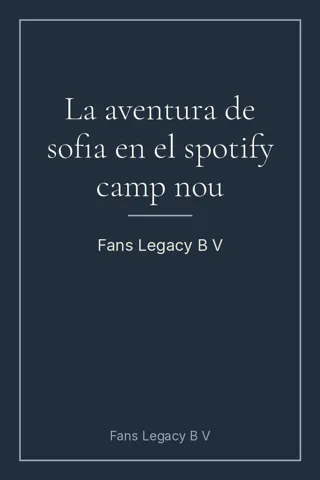 La aventura de
sofia en el spotify
camp nou
Fans Legacy B V
Fans Legacy B V